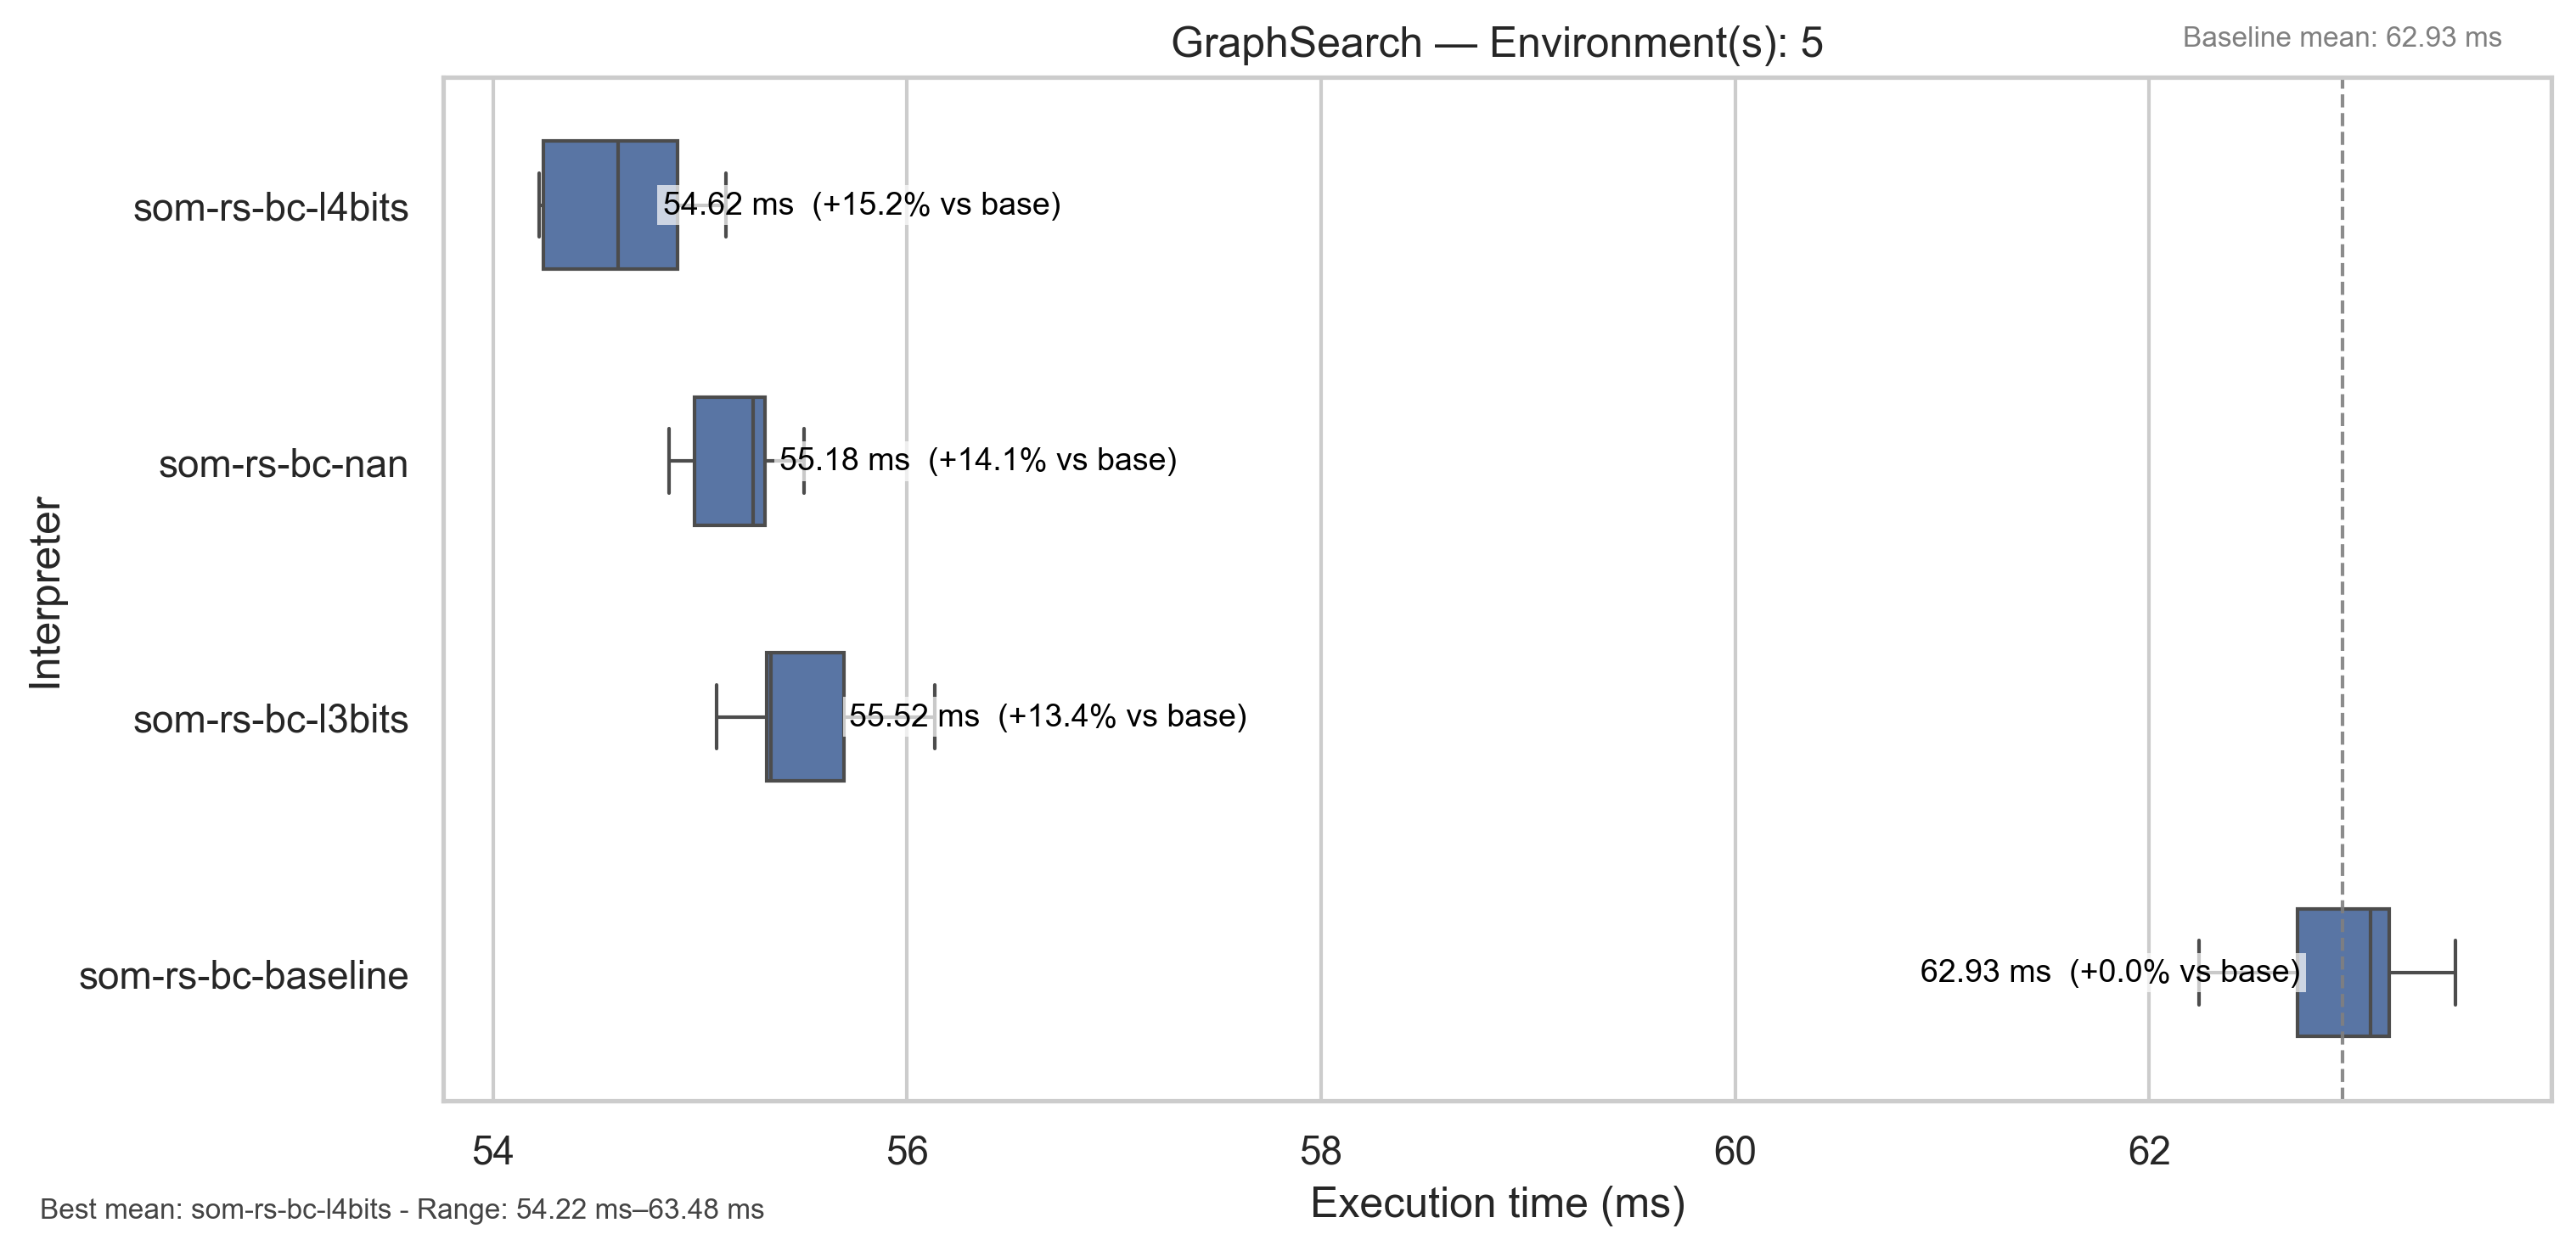 GraphSearch — Environment(s): 5
Baseline mean: 62.93 ms
Interpreter
som-rs-bc-l4bits
54.62 ms  (+15.2% vs base)
som-rs-bc-nan
55.18 ms  (+14.1% vs base)
som-rs-bc-l3bits
55.52 ms  (+13.4% vs base)
som-rs-bc-baseline
62.93 ms  (+0.0% vs base)
54 56 58 60 62
Execution time (ms)
Best mean: som-rs-bc-l4bits - Range: 54.22 ms–63.48 ms